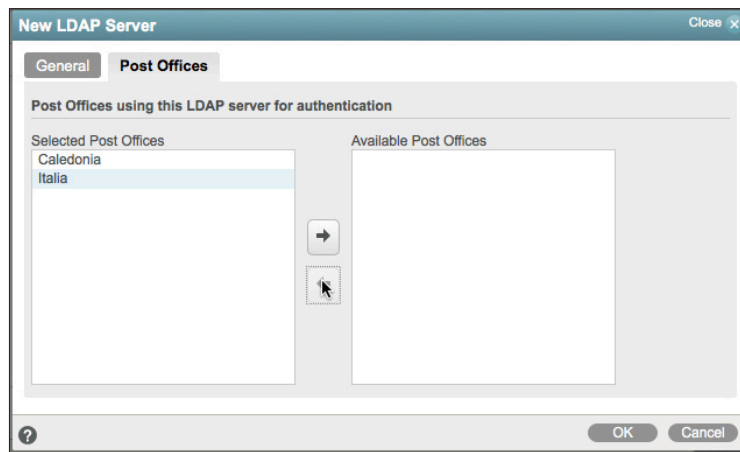 New LDAP Server
Close
General
Post Offices
Post Offices using this LDAP server for authentication
Selected Post Offices
Available Post Offices
Caledonia
Italia
OK
Cancel